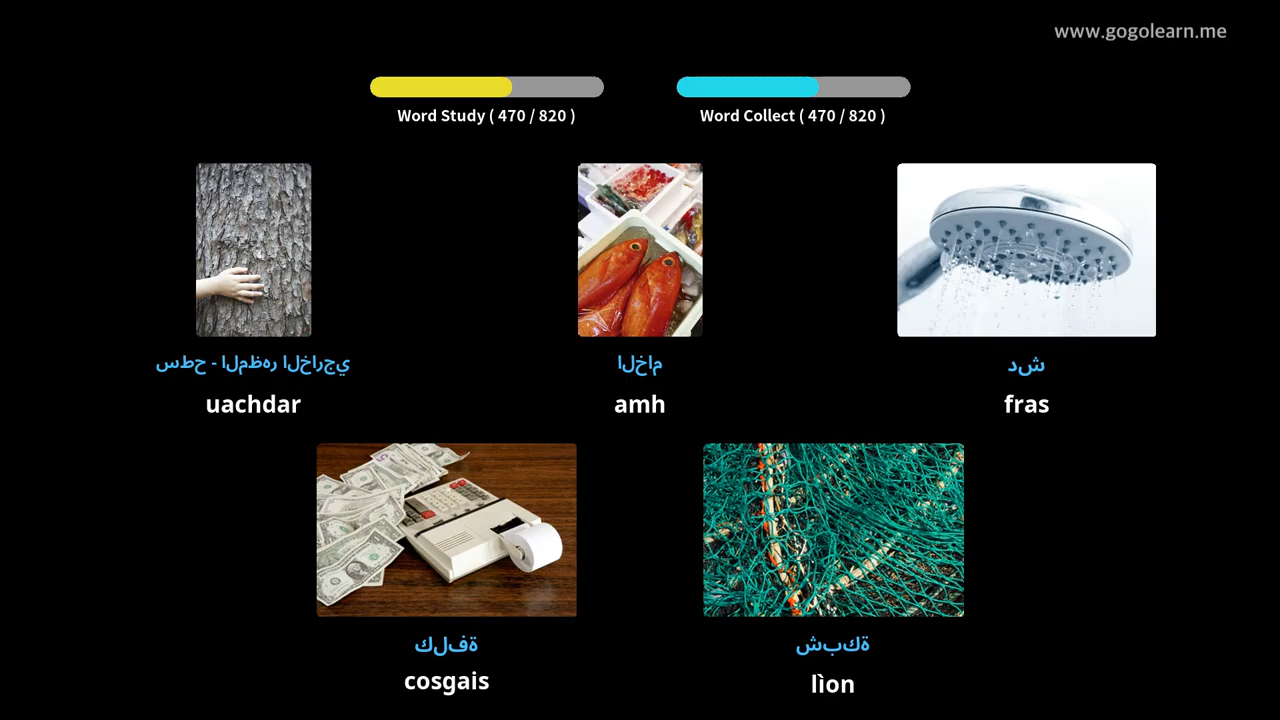 www.gogolearn.me
Word Study ( 470 / 820 )
Word Collect ( 470 / 820 )
سطح - المظهر الخارجي
الخام
دش
uachdar
amh
fras
كلفة
شبكة
cosgais
lìon